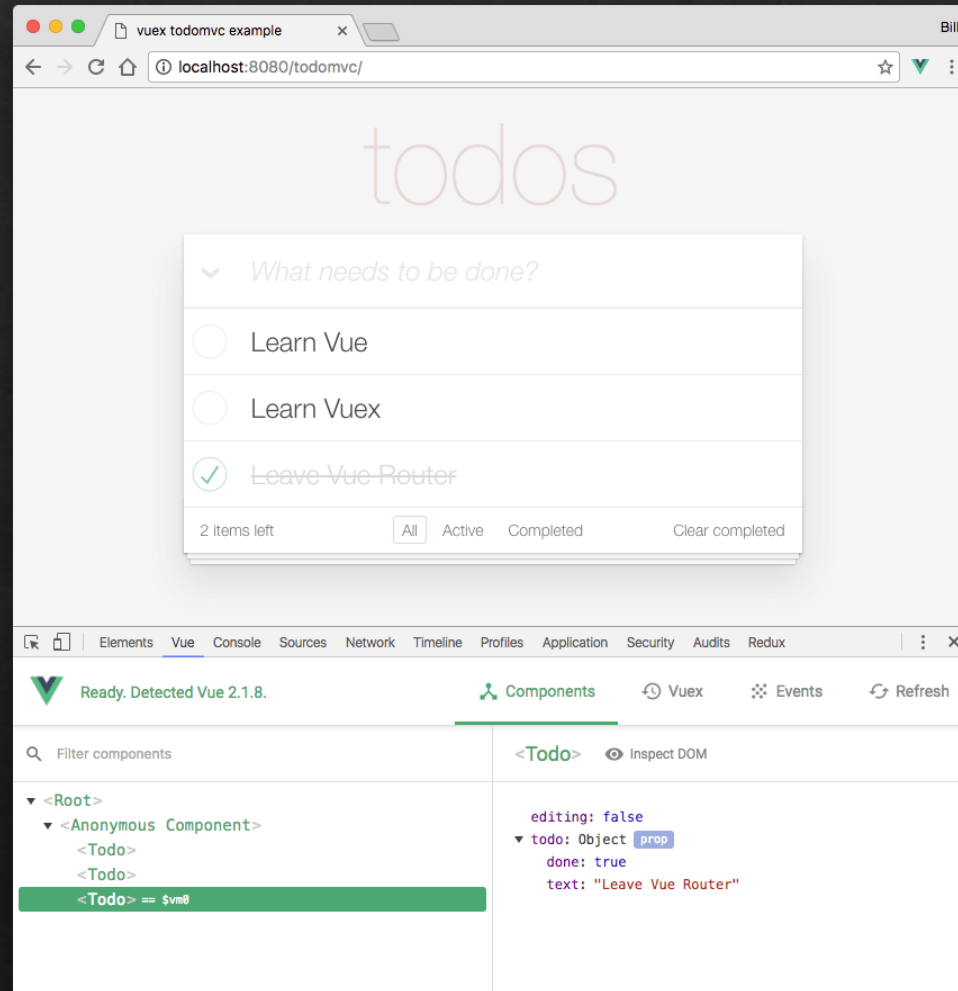 vuex todomvc example
Bill
localhost:8080/todomvc/
todos
What needs to be done?
Learn Vue
Learn Vuex
Leave Vue Router
2 items left All Active Completed Clear completed
Elements Vue Console Sources Network Timeline Profiles Application Security Audits Redux
Ready. Detected Vue 2.1.8. Components Vuex Events Refresh
Filter components <Todo> Inspect DOM
<Root>
<Anonymous Component>
<Todo>
<Todo>
<Todo> == $vm0
editing: false
todo: Object prop
done: true
text: "Leave Vue Router"